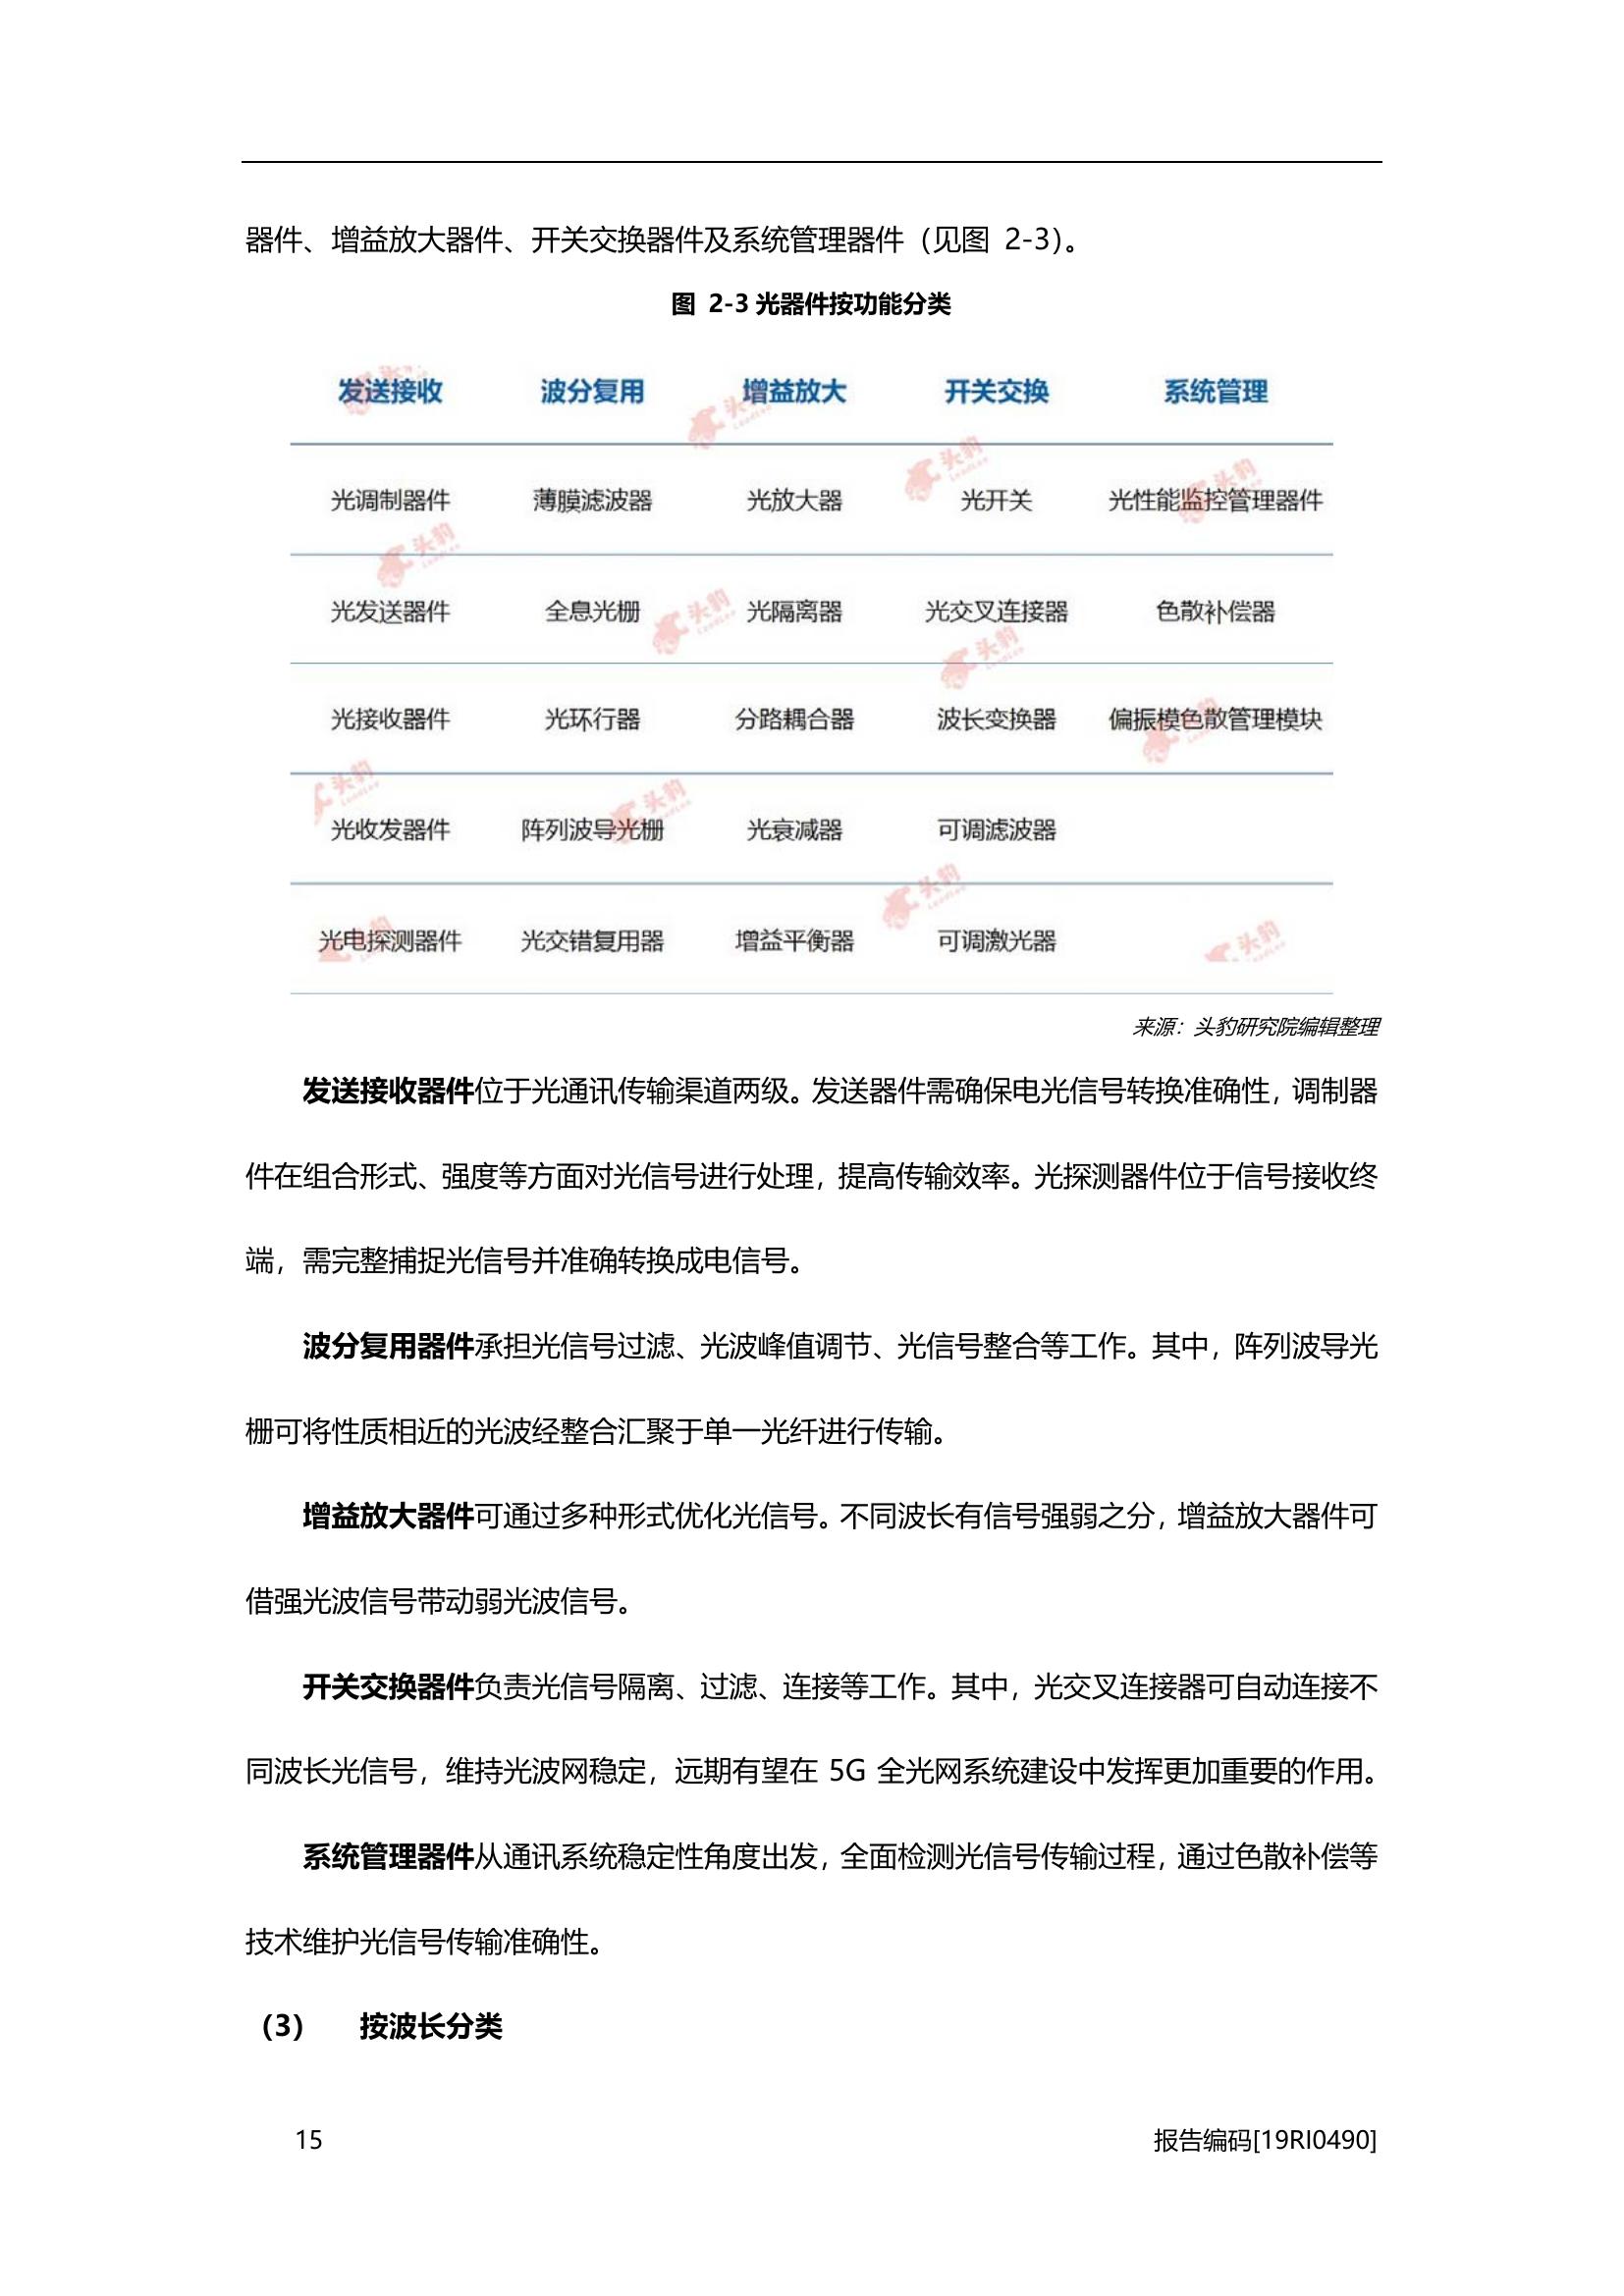 器件、增益放大器件、开关交换器件及系统管理器件（见图 2-3）。
图 2-3 光器件按功能分类
发送接收 波分复用 增益放大 开关交换 系统管理
光调制器件 薄膜滤波器 光放大器 光开关 光性能监控管理器件
光发送器件 全息光栅 光隔离器 光交叉连接器 色散补偿器
光接收器件 光环行器 分路耦合器 波长变换器 偏振模色散管理模块
光收发器件 阵列波导光栅 光衰减器 可调滤波器
光电探测器件 光交错复用器 增益平衡器 可调激光器
来源：头豹研究院编辑整理
发送接收器件位于光通讯传输渠道两级。发送器件需确保电光信号转换准确性，调制器
件在组合形式、强度等方面对光信号进行处理，提高传输效率。光探测器件位于信号接收终
端，需完整捕捉光信号并准确转换成电信号。
波分复用器件承担光信号过滤、光波峰值调节、光信号整合等工作。其中，阵列波导光
栅可将性质相近的光波经整合汇聚于单一光纤进行传输。
增益放大器件可通过多种形式优化光信号。不同波长有信号强弱之分，增益放大器件可
借强光波信号带动弱光波信号。
开关交换器件负责光信号隔离、过滤、连接等工作。其中，光交叉连接器可自动连接不
同波长光信号，维持光波网稳定，远期有望在 5G 全光网系统建设中发挥更加重要的作用。
系统管理器件从通讯系统稳定性角度出发，全面检测光信号传输过程，通过色散补偿等
技术维护光信号传输准确性。
（3） 按波长分类
15 报告编码[19RI0490]